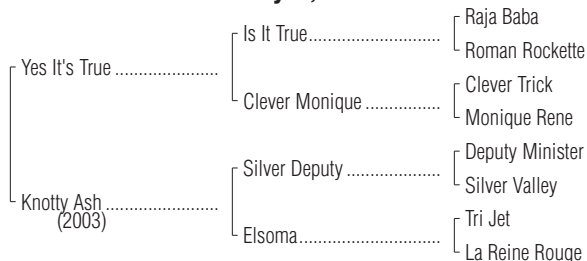 Raja Baba
Is It True
Roman Rockette
Yes It's True
Clever Trick
Clever Monique
Monique Rene
Deputy Minister
Silver Deputy
Silver Valley
Knotty Ash
(2003)
Tri Jet
Elsoma
La Reine Rouge